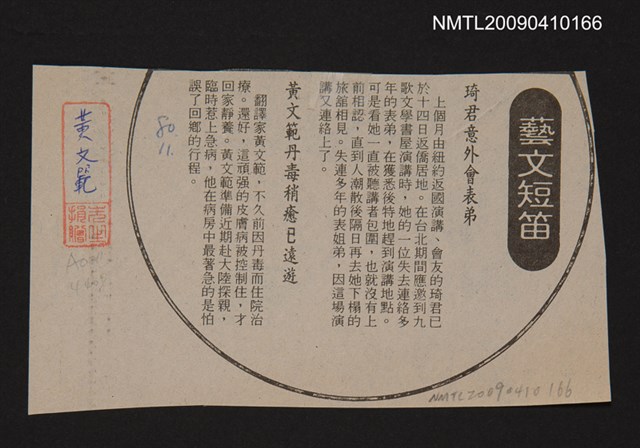 NMTL20090410166
藝文短笛
琦君意外會表弟
上個月由紐約返國演講、會友的琦君已
於十四日返僑居地。在台北期間應邀到九
歌文學書屋演講時，她的一位失去連絡多
年的表弟，在獲悉後特地趕到演講地點。
可是看她一直被聽講者包圍，也就沒有上
前相認，直到人潮散後隔日再去她下榻的
旅舘相見。失連多年的表姐弟，因這場演
講又連絡上了。
黃文範丹毒稍癒已遠遊
翻譯家黃文範，不久前因丹毒而住院治
療。還好，這頑強的皮膚病被控制住，才
回家靜養。黃文範準備近期赴大陸探親，
臨時惹上急病，他在病房中最著急的是怕
誤了回鄉的行程。
80.
11.
黃文範
捐贈
NMTL20090410166